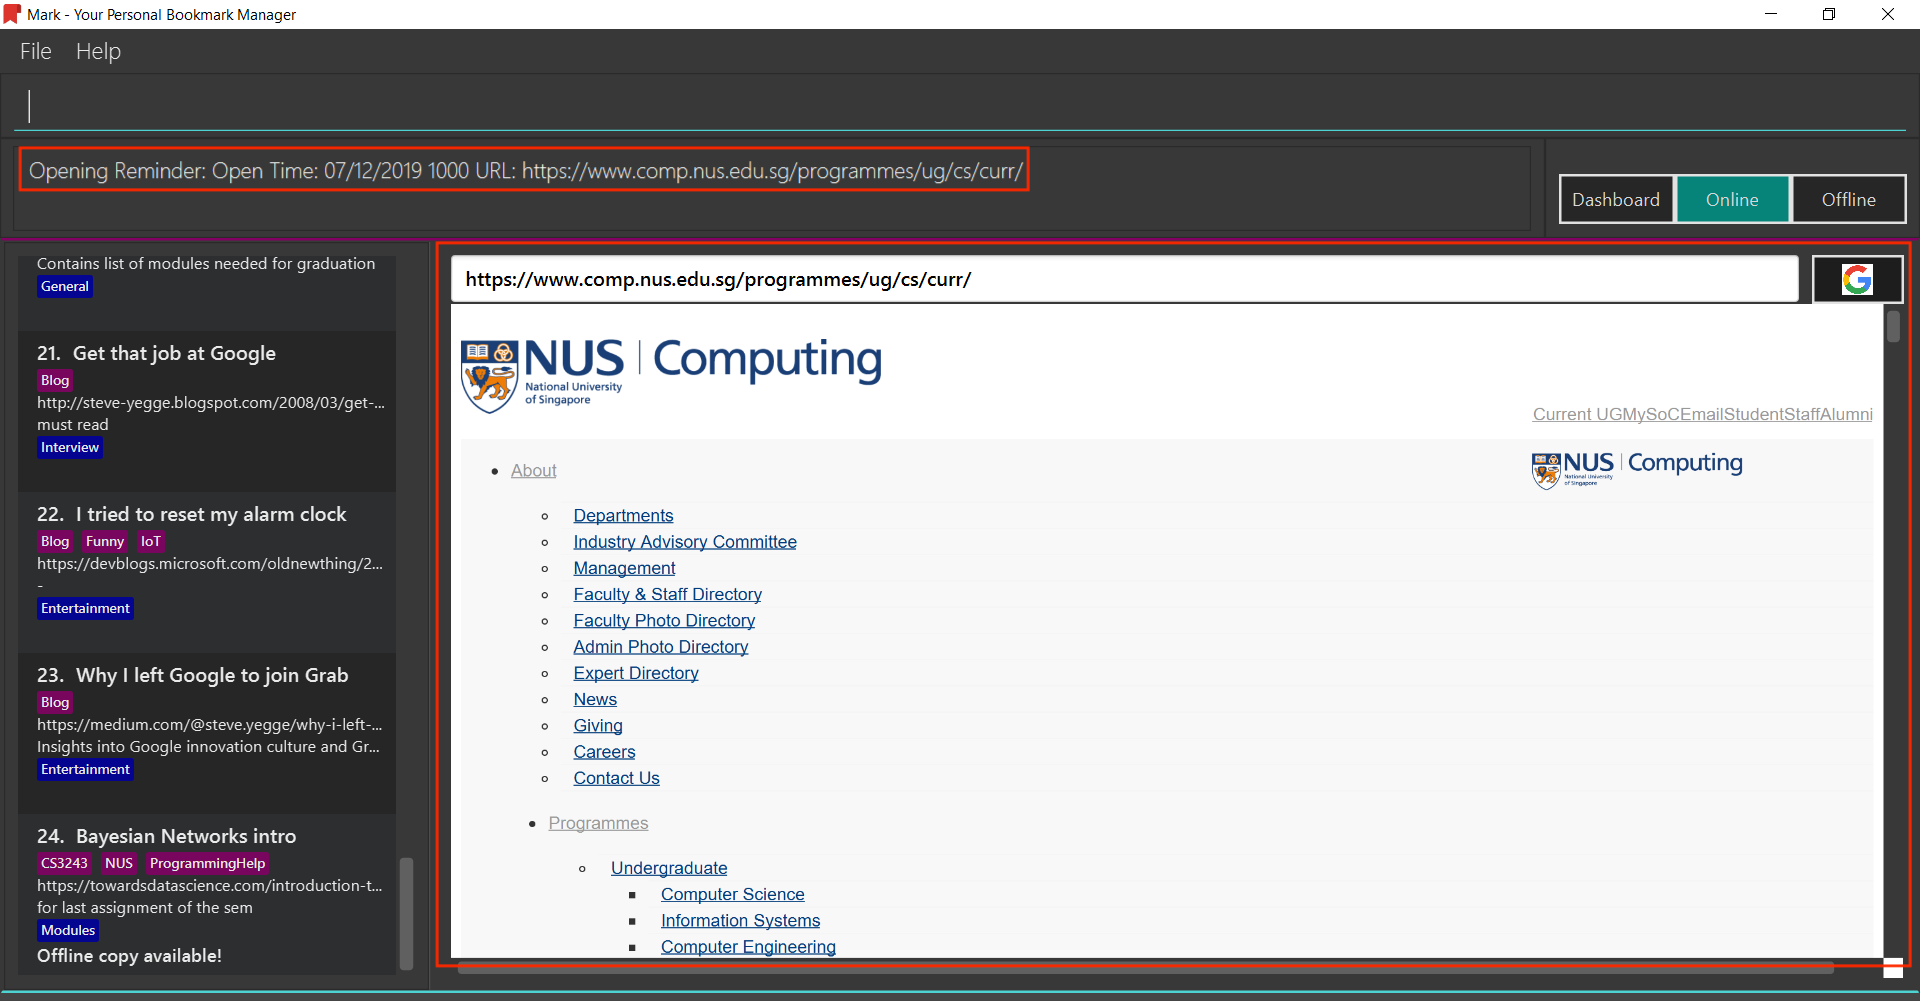 Mark - Your Personal Bookmark Manager
File Help
Opening Reminder: Open Time: 07/12/2019 1000 URL: https://www.comp.nus.edu.sg/programmes/ug/cs/curr/
Dashboard Online Offline
Contains list of modules needed for graduation
General
21. Get that job at Google
Blog
http://steve-yegge.blogspot.com/2008/03/get-...
must read
Interview
22. I tried to reset my alarm clock
Blog Funny IoT
https://devblogs.microsoft.com/oldnewthing/2...
-
Entertainment
23. Why I left Google to join Grab
Blog
https://medium.com/@steve.yegge/why-i-left-...
Insights into Google innovation culture and Gr...
Entertainment
24. Bayesian Networks intro
CS3243 NUS ProgrammingHelp
https://towardsdatascience.com/introduction-t...
for last assignment of the sem
Modules
Offline copy available!
https://www.comp.nus.edu.sg/programmes/ug/cs/curr/
G
NUS Computing
National University
of Singapore
Current UGMySoCEmailStudentStaffAlumni
NUS Computing
National University
of Singapore
About
Departments
Industry Advisory Committee
Management
Faculty & Staff Directory
Faculty Photo Directory
Admin Photo Directory
Expert Directory
News
Giving
Careers
Contact Us
Programmes
Undergraduate
Computer Science
Information Systems
Computer Engineering